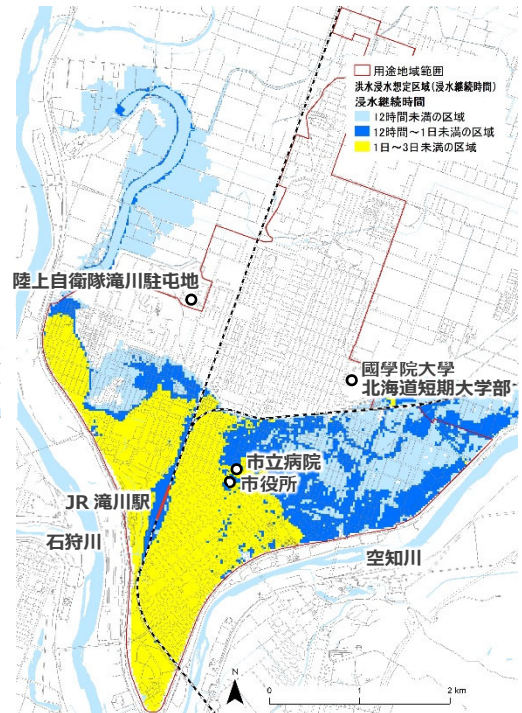 用途地域範囲
洪水浸水想定区域(浸水継続時間)
浸水継続時間
12時間未満の区域
12時間～1日未満の区域
1日～3日未満の区域
陸上自衛隊滝川駐屯地
國學院大學
北海道短期大学部
市立病院
市役所
JR 滝川駅
石狩川
空知川
N
0 1 2 km